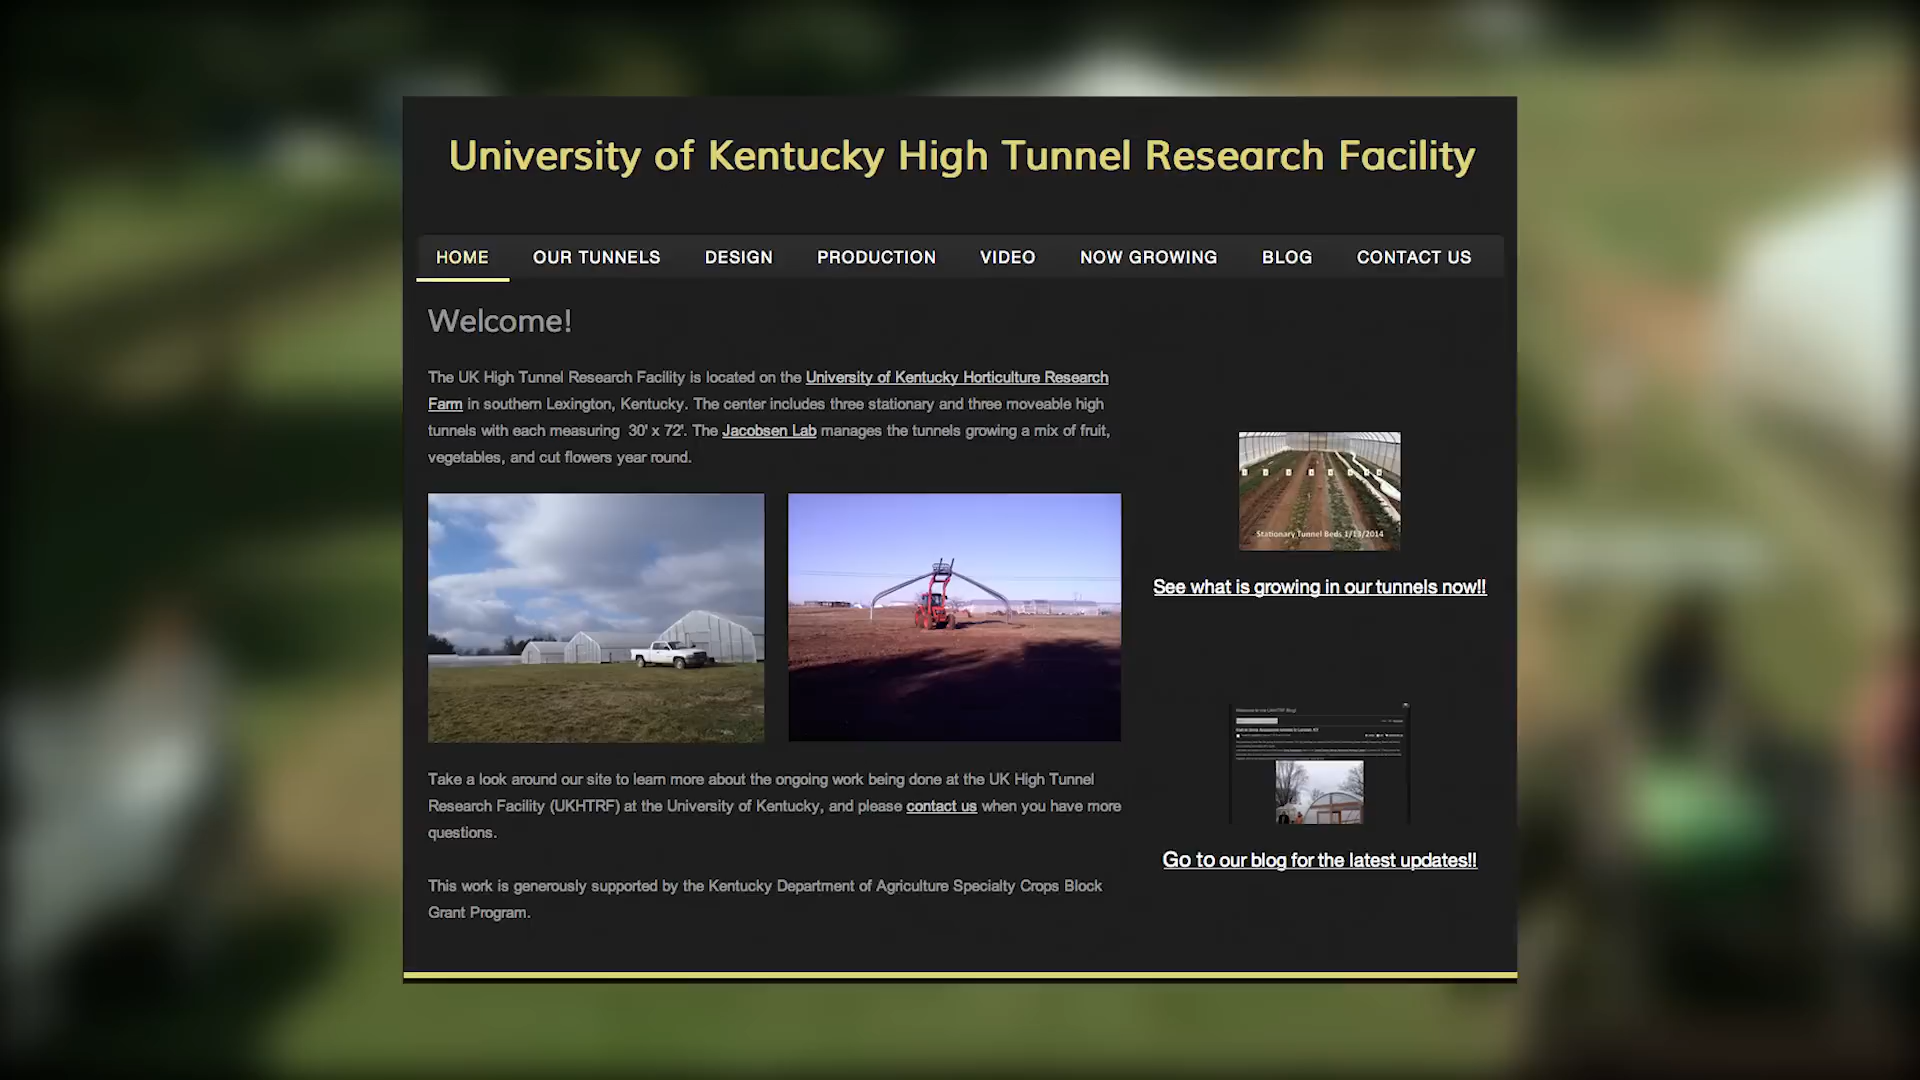 University of Kentucky High Tunnel Research Facility
HOME OUR TUNNELS DESIGN PRODUCTION VIDEO NOW GROWING BLOG CONTACT US
Welcome!
The UK High Tunnel Research Facility is located on the University of Kentucky Horticulture Research
Farm in southern Lexington, Kentucky. The center includes three stationary and three moveable high
tunnels with each measuring 30' x 72'. The Jacobsen Lab manages the tunnels growing a mix of fruit,
vegetables, and cut flowers year round.
Stationary Tunnel Beds 1/13/2014
See what is growing in our tunnels now!!
Take a look around our site to learn more about the ongoing work being done at the UK High Tunnel
Research Facility (UKHTRF) at the University of Kentucky, and please contact us when you have more
questions.
This work is generously supported by the Kentucky Department of Agriculture Specialty Crops Block
Grant Program.
Go to our blog for the latest updates!!